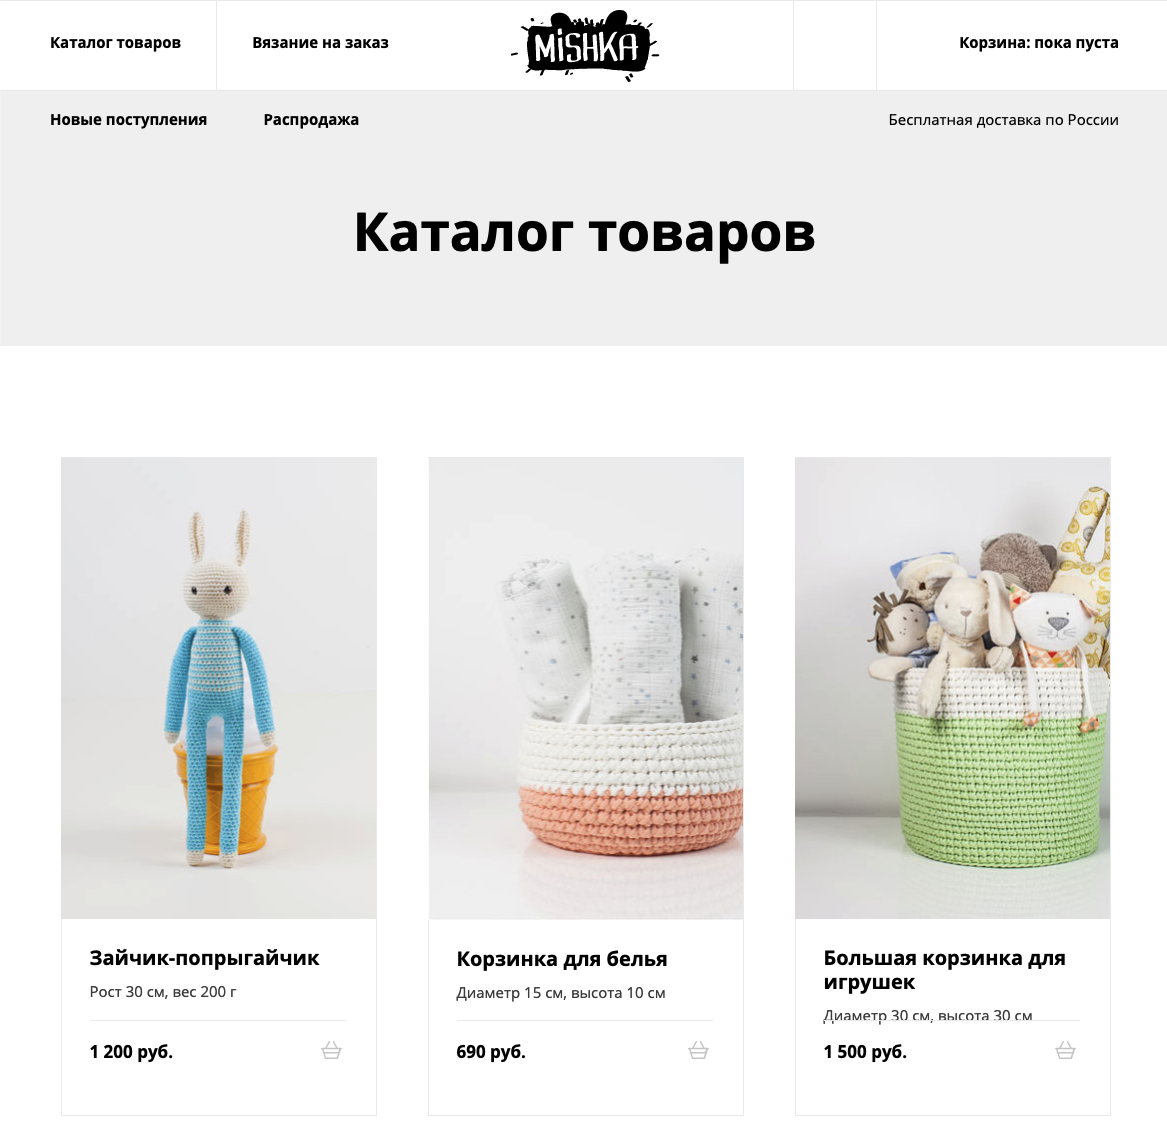 Каталог товаров
Вязание на заказ
MiSHKA
Корзина: пока пуста
Новые поступления
Распродажа
Бесплатная доставка по России
Каталог товаров
Зайчик-попрыгайчик
Рост 30 см, вес 200 г
1 200 руб.
Корзинка для белья
Диаметр 15 см, высота 10 см
690 руб.
Большая корзинка для
игрушек
Диаметр 30 см, высота 30 см
1 500 руб.